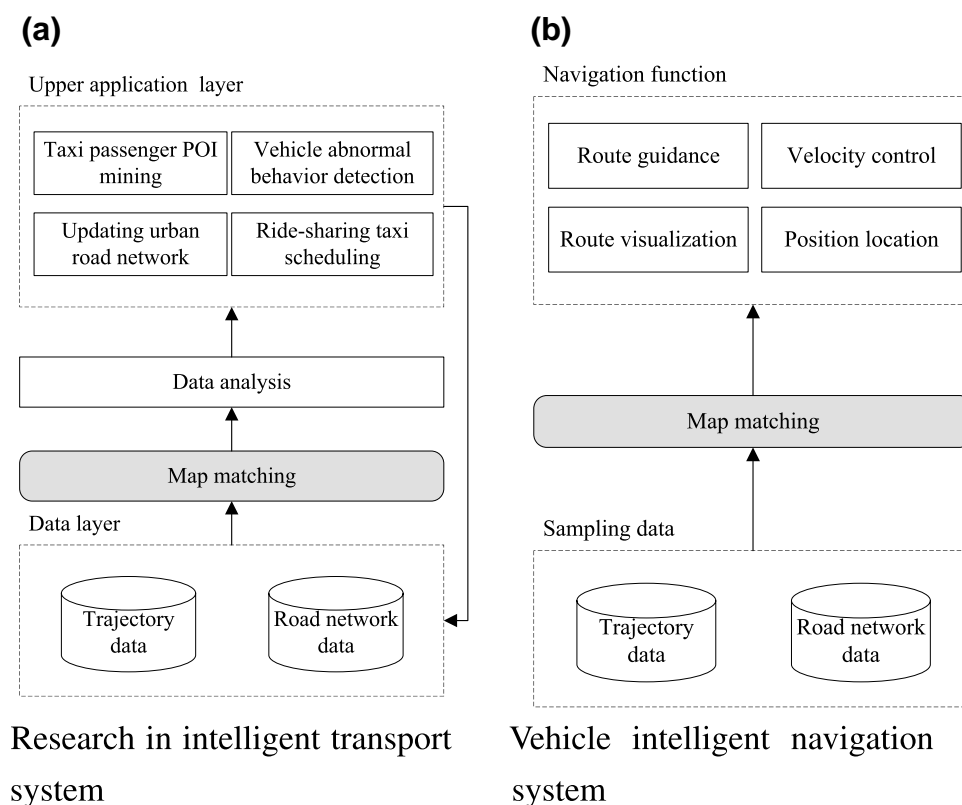 (a)
Upper application layer
Taxi passenger POI
mining
Vehicle abnormal
behavior detection
Updating urban
road network
Ride-sharing taxi
scheduling
Data analysis
Map matching
Data layer
Trajectory
data
Road network
data
Research in intelligent transport
system
(b)
Navigation function
Route guidance
Velocity control
Route visualization
Position location
Map matching
Sampling data
Trajectory
data
Road network
data
Vehicle intelligent navigation
system